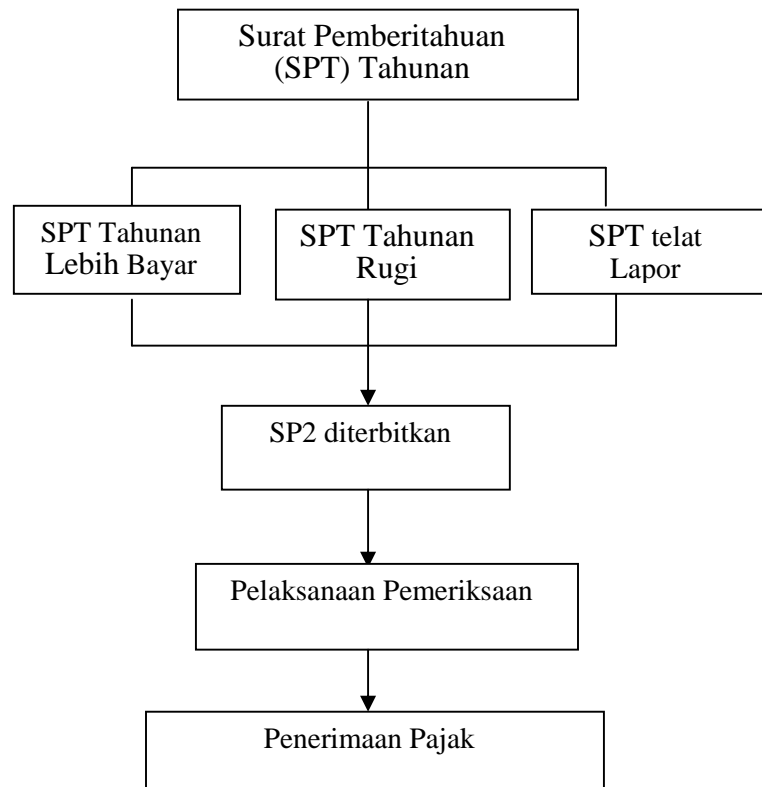 Surat Pemberitahuan
(SPT) Tahunan
SPT Tahunan
Lebih Bayar
SPT Tahunan
Rugi
SPT telat
Lapor
SP2 diterbitkan
Pelaksanaan Pemeriksaan
Penerimaan Pajak